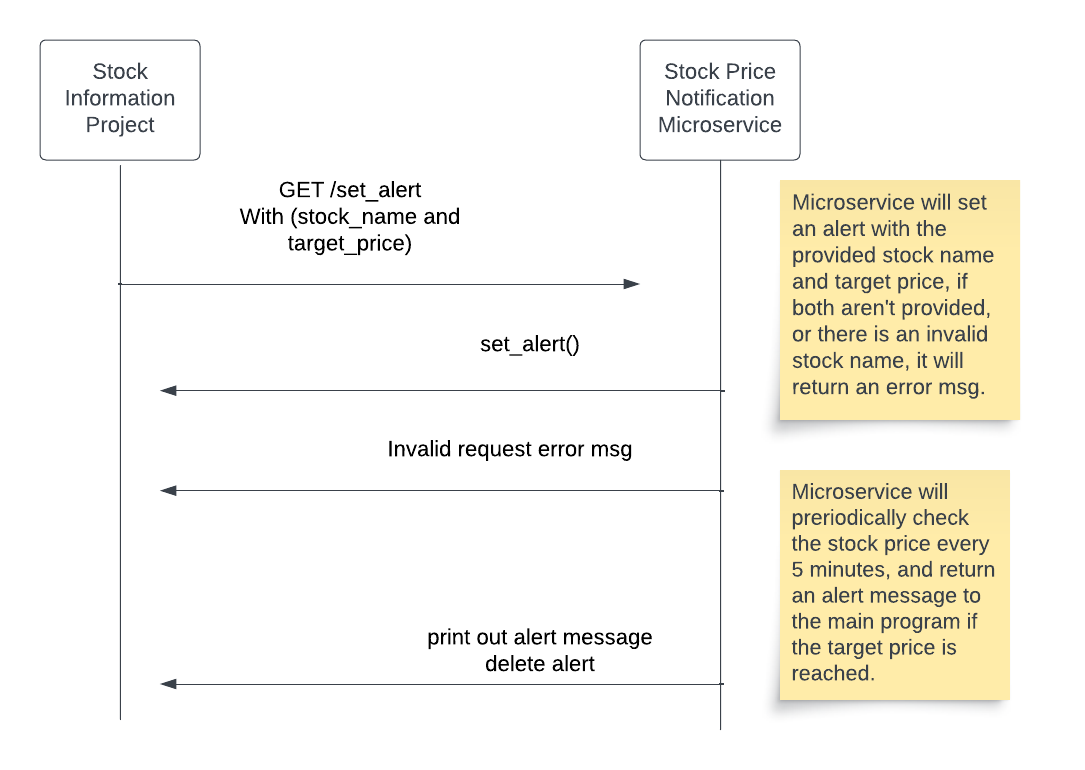 Stock
Information
Project
Stock Price
Notification
Microservice
GET /set_alert
With (stock_name and
target_price)
Microservice will set
an alert with the
provided stock name
and target price, if
both aren't provided,
or there is an invalid
stock name, it will
return an error msg.
set_alert()
Invalid request error msg
Microservice will
preriodically check
the stock price every
5 minutes, and return
an alert message to
the main program if
the target price is
reached.
print out alert message
delete alert